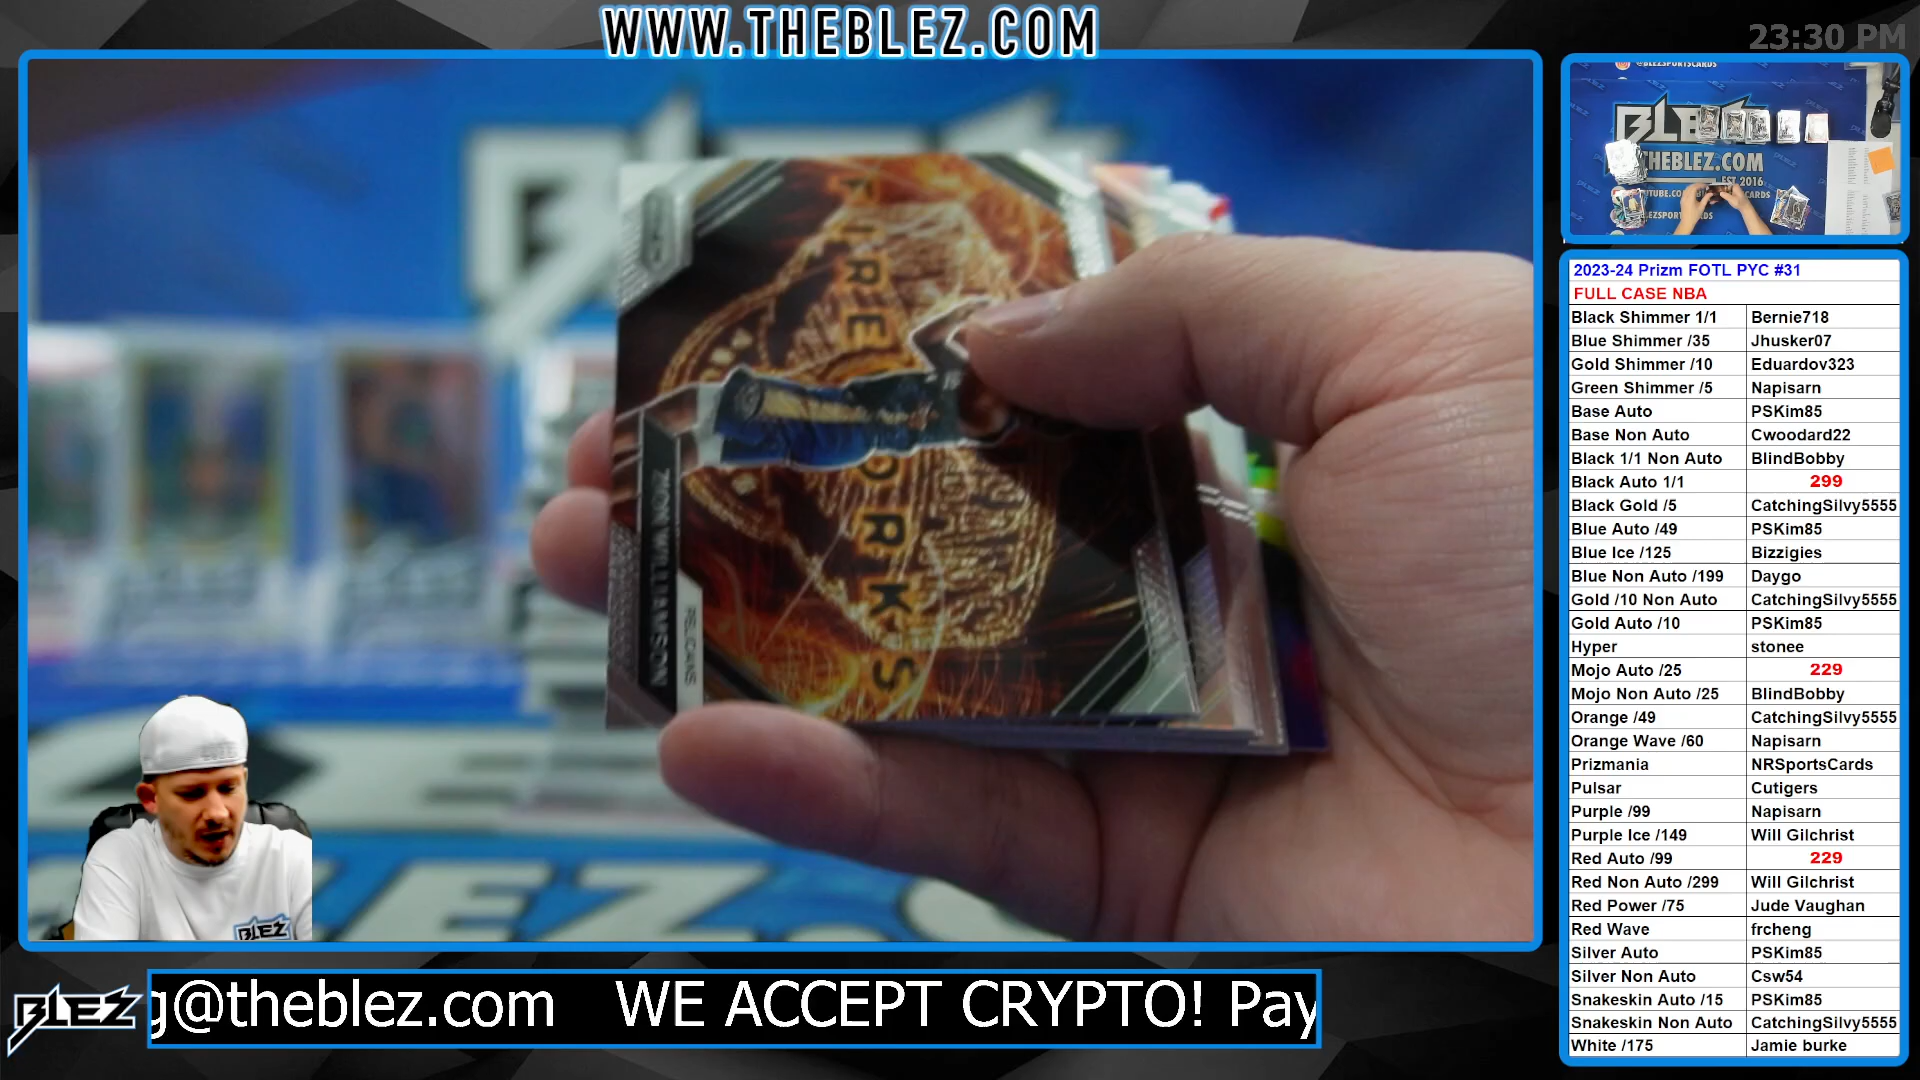 WWW.THEBLEZ.COM
23:30 PM
@BLEZSPORTSCARDS
BLEZ
THEBLEZ.COM
EST 2016
FIREWORKS
ZION WILLIAMSON
PELICANS
2023-24 Prizm FOTL PYC #31
FULL CASE NBA
Black Shimmer 1/1 Bernie718
Blue Shimmer /35 Jhusker07
Gold Shimmer /10 Eduardov323
Green Shimmer /5 Napisarn
Base Auto PSKim85
Base Non Auto Cwoodard22
Black 1/1 Non Auto BlindBobby
Black Auto 1/1 299
Black Gold /5 CatchingSilvy5555
Blue Auto /49 PSKim85
Blue Ice /125 Bizzigies
Blue Non Auto /199 Daygo
Gold /10 Non Auto CatchingSilvy5555
Gold Auto /10 PSKim85
Hyper stonee
Mojo Auto /25 229
Mojo Non Auto /25 BlindBobby
Orange /49 CatchingSilvy5555
Orange Wave /60 Napisarn
Prizmania NRSportsCards
Pulsar Cutigers
Purple /99 Napisarn
Purple Ice /149 Will Gilchrist
Red Auto /99 229
Red Non Auto /299 Will Gilchrist
Red Power /75 Jude Vaughan
Red Wave frcheng
Silver Auto PSKim85
Silver Non Auto Csw54
Snakeskin Auto /15 PSKim85
Snakeskin Non Auto CatchingSilvy5555
White /175 Jamie burke
BLEZ
BLEZ
g@theblez.com WE ACCEPT CRYPTO! Pay